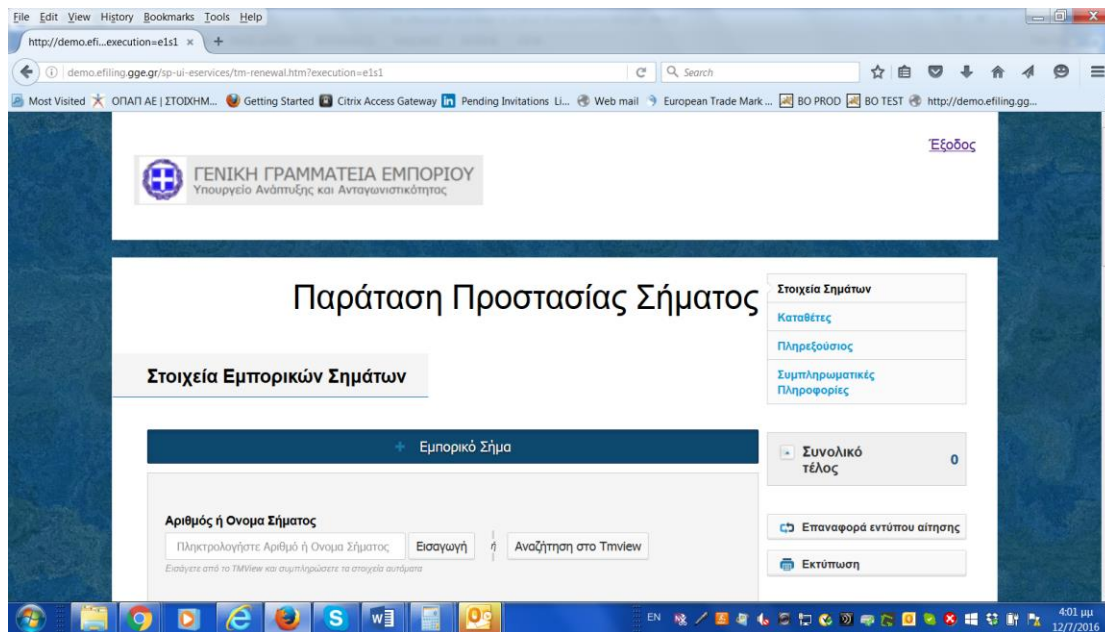 File Edit View History Bookmarks Tools Help
http://demo.efi...execution=e1s1 × +
demo.efiling.gge.gr/sp-ui-eservices/tm-renewal.htm?execution=e1s1
Search
Most Visited ΟΠΑΠ ΑΕ | ΣΤΟΙΧΗΜ... Getting Started Citrix Access Gateway Pending Invitations Li... Web mail European Trade Mark ... BO PROD BO TEST http://demo.efiling.gg...
Έξοδος
ΓΕΝΙΚΗ ΓΡΑΜΜΑΤΕΙΑ ΕΜΠΟΡΙΟΥ
Υπουργείο Ανάπτυξης και Ανταγωνιστικότητας
Παράταση Προστασίας Σήματος
Στοιχεία Σημάτων
Καταθέτες
Πληρεξούσιος
Συμπληρωματικές
Πληροφορίες
Στοιχεία Εμπορικών Σημάτων
+ Εμπορικό Σήμα
Συνολικό
τέλος
0
Αριθμός ή Ονομα Σήματος
Πληκτρολογήστε Αριθμό ή Ονομα Σήματος Εισαγωγή ή Αναζήτηση στο Tmview
Εισάγετε από το TMView και συμπληρώσετε τα στοιχεία αυτόματα
Επαναφορά εντύπου αίτησης
Εκτύπωση
EN
4:01 μμ
12/7/2016